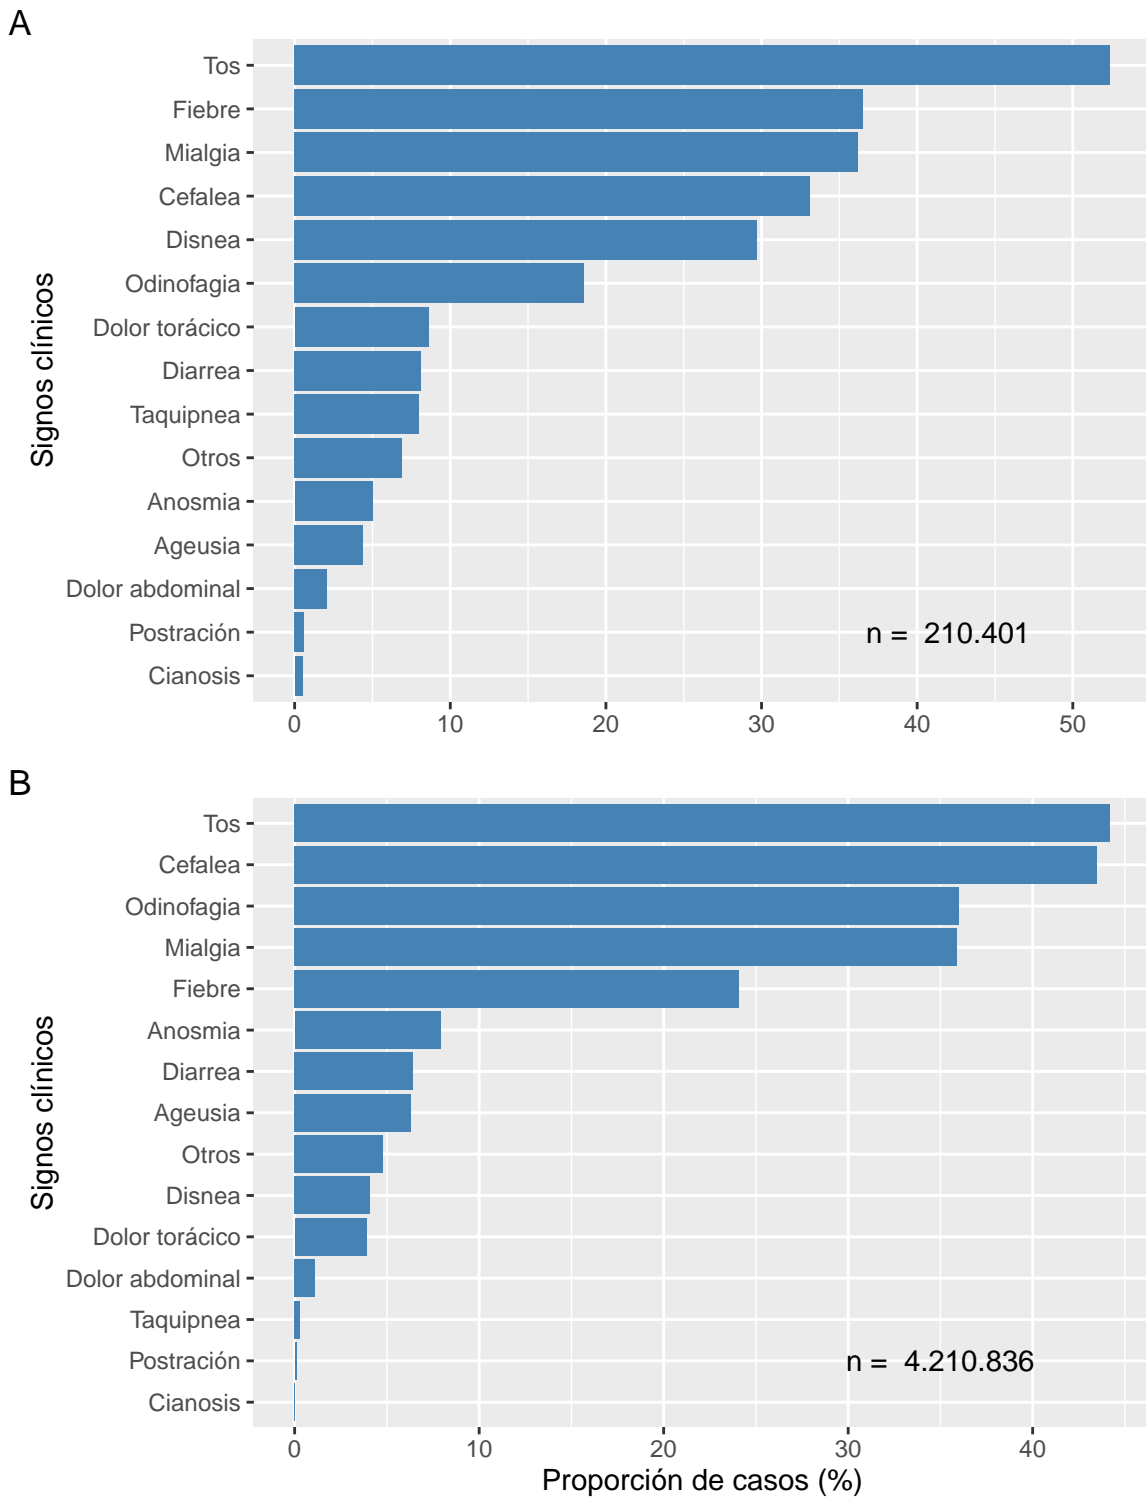 A
Signos clínicos
Tos
Fiebre
Mialgia
Cefalea
Disnea
Odinofagia
Dolor torácico
Diarrea
Taquipnea
Otros
Anosmia
Ageusia
Dolor abdominal
Postración
Cianosis
n = 210.401
0 10 20 30 40 50
B
Signos clínicos
Tos
Cefalea
Odinofagia
Mialgia
Fiebre
Anosmia
Diarrea
Ageusia
Otros
Disnea
Dolor torácico
Dolor abdominal
Taquipnea
Postración
Cianosis
n = 4.210.836
0 10 20 30 40
Proporción de casos (%)